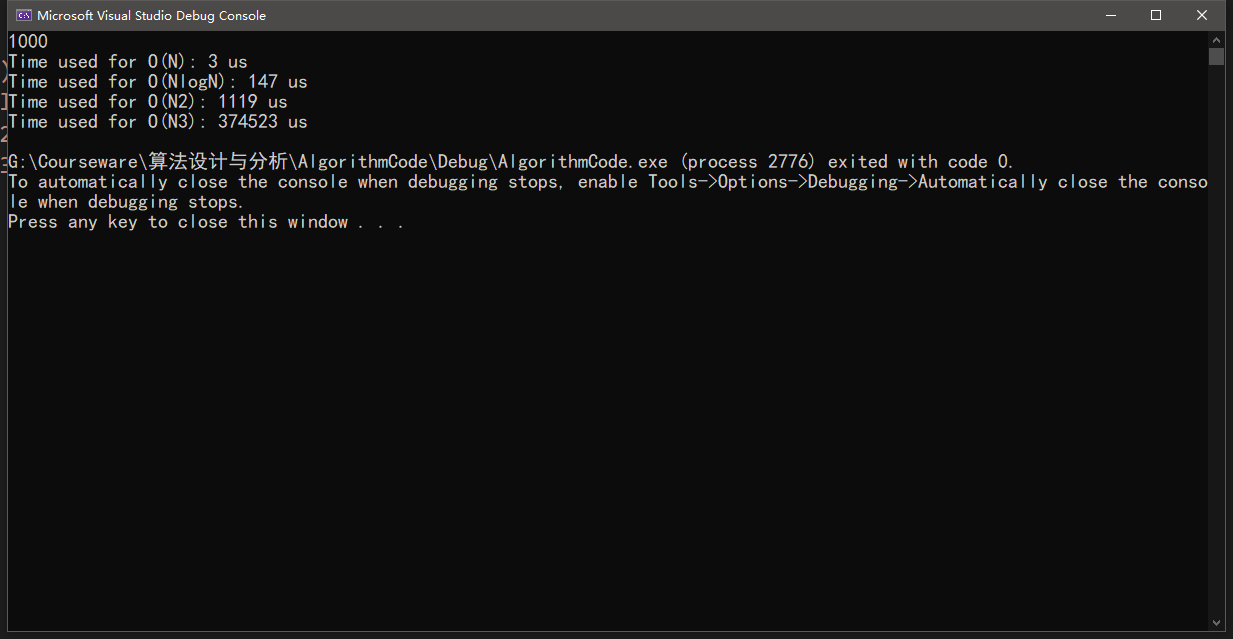 Microsoft Visual Studio Debug Console
1000
Time used for O(N): 3 us
Time used for O(NlogN): 147 us
Time used for O(N2): 1119 us
Time used for O(N3): 374523 us
G:\Courseware\算法设计与分析\AlgorithmCode\Debug\AlgorithmCode.exe (process 2776) exited with code 0.
To automatically close the console when debugging stops, enable Tools->Options->Debugging->Automatically close the conso
le when debugging stops.
Press any key to close this window . . .